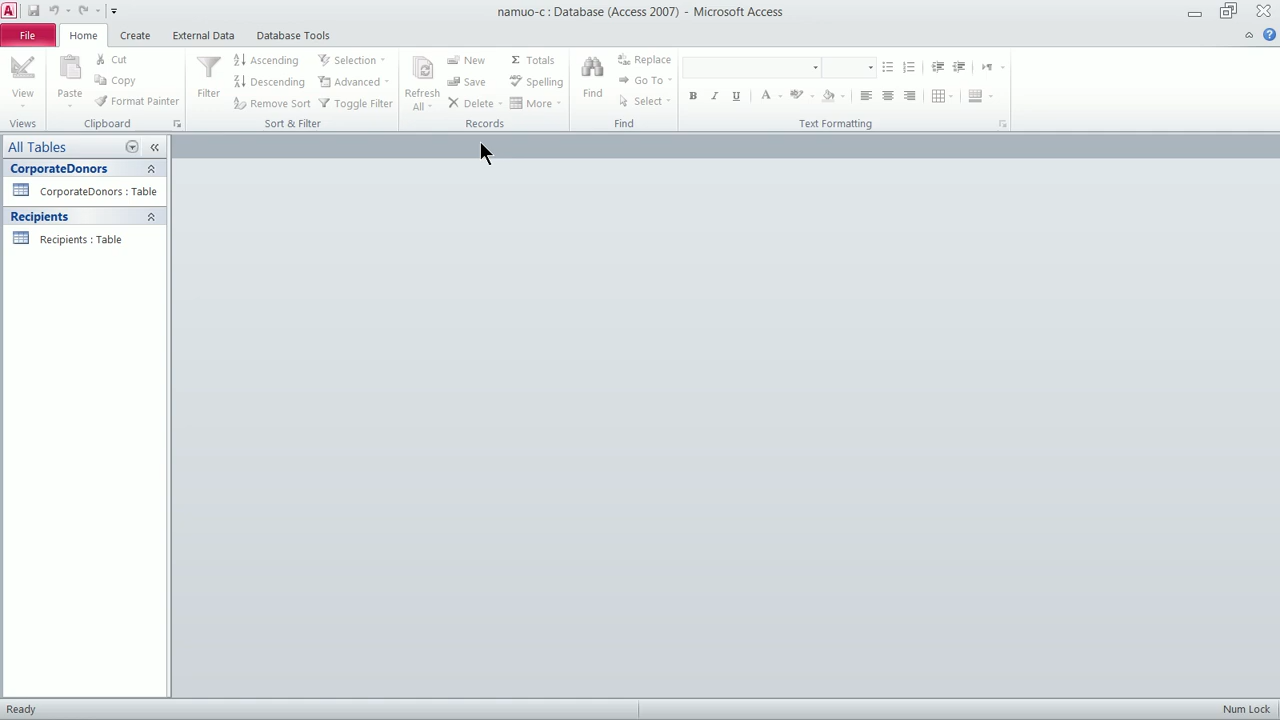 namuo-c : Database (Access 2007) - Microsoft Access
File Home Create External Data Database Tools
View
Views
Paste
Cut
Copy
Format Painter
Clipboard
Filter
Ascending
Descending
Remove Sort
Selection
Advanced
Toggle Filter
Sort & Filter
Refresh
All
New
Save
Delete
Totals
Spelling
More
Records
Find
Replace
Go To
Select
Find
B I U A
Text Formatting
All Tables
CorporateDonors
CorporateDonors : Table
Recipients
Recipients : Table
Ready
Num Lock